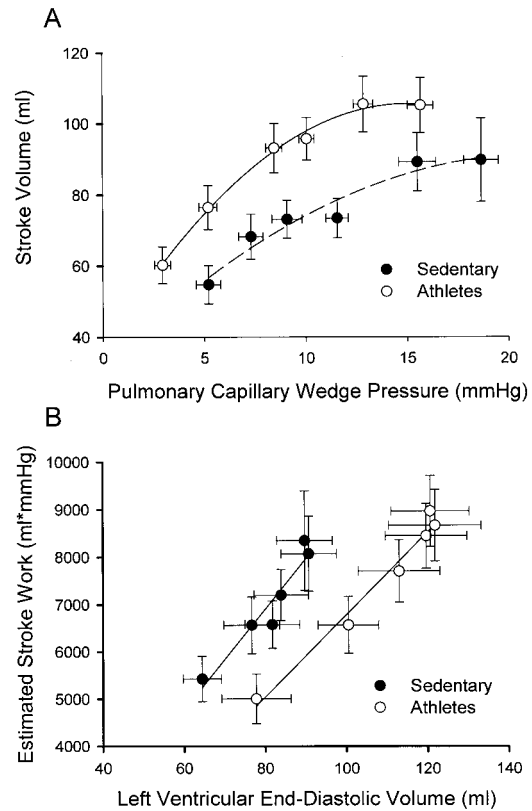 A
Stroke Volume (ml)
120
100
80
60
40
Sedentary
Athletes
0 5 10 15 20
Pulmonary Capillary Wedge Pressure (mmHg)
B
Estimated Stroke Work (ml*mmHg)
10000
9000
8000
7000
6000
5000
4000
Sedentary
Athletes
40 60 80 100 120 140
Left Ventricular End-Diastolic Volume (ml)